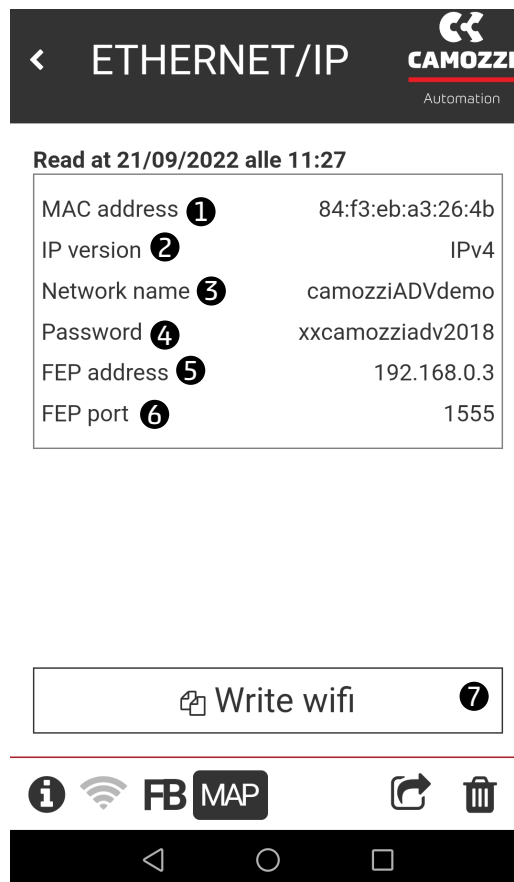 ETHERNET/IP
CAMOZZI
Automation
Read at 21/09/2022 alle 11:27
MAC address 1 84:f3:eb:a3:26:4b
IP version 2 IPv4
Network name 3 camozziADVdemo
Password 4 xxcamozziadv2018
FEP address 5 192.168.0.3
FEP port 6 1555
Write wifi 7
FB MAP